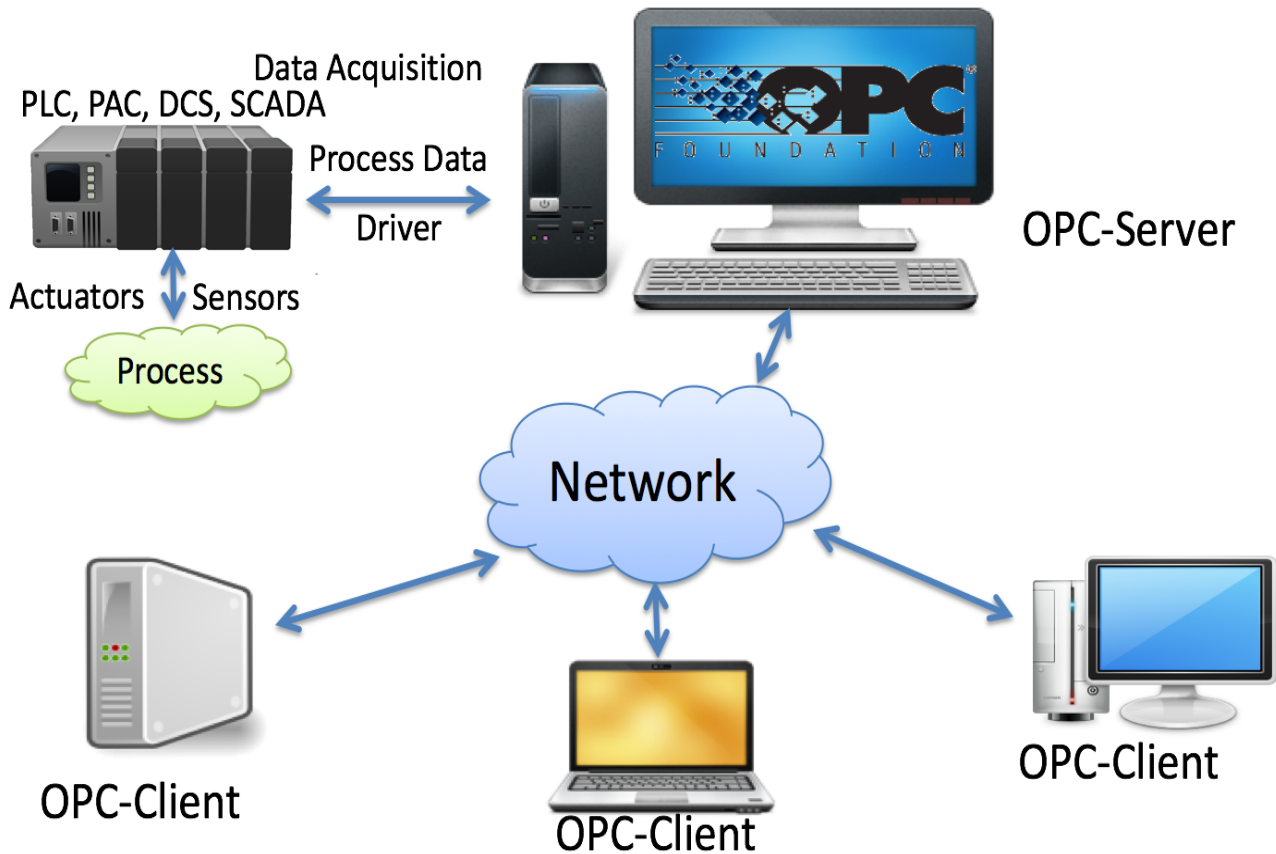 Data Acquisition
PLC, PAC, DCS, SCADA
Process Data
Driver
OPC
FOUNDATION
OPC-Server
Actuators
Sensors
Process
Network
OPC-Client
OPC-Client
OPC-Client